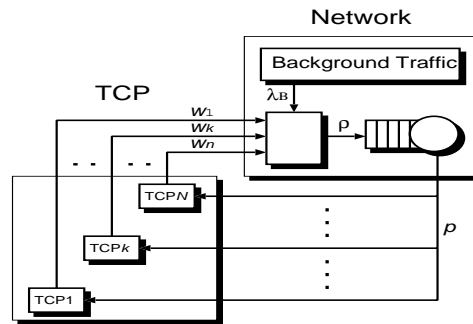 Network
Background Traffic
TCP
λB
w1
wk
wn
ρ
TCPN
TCPk
TCP1
p